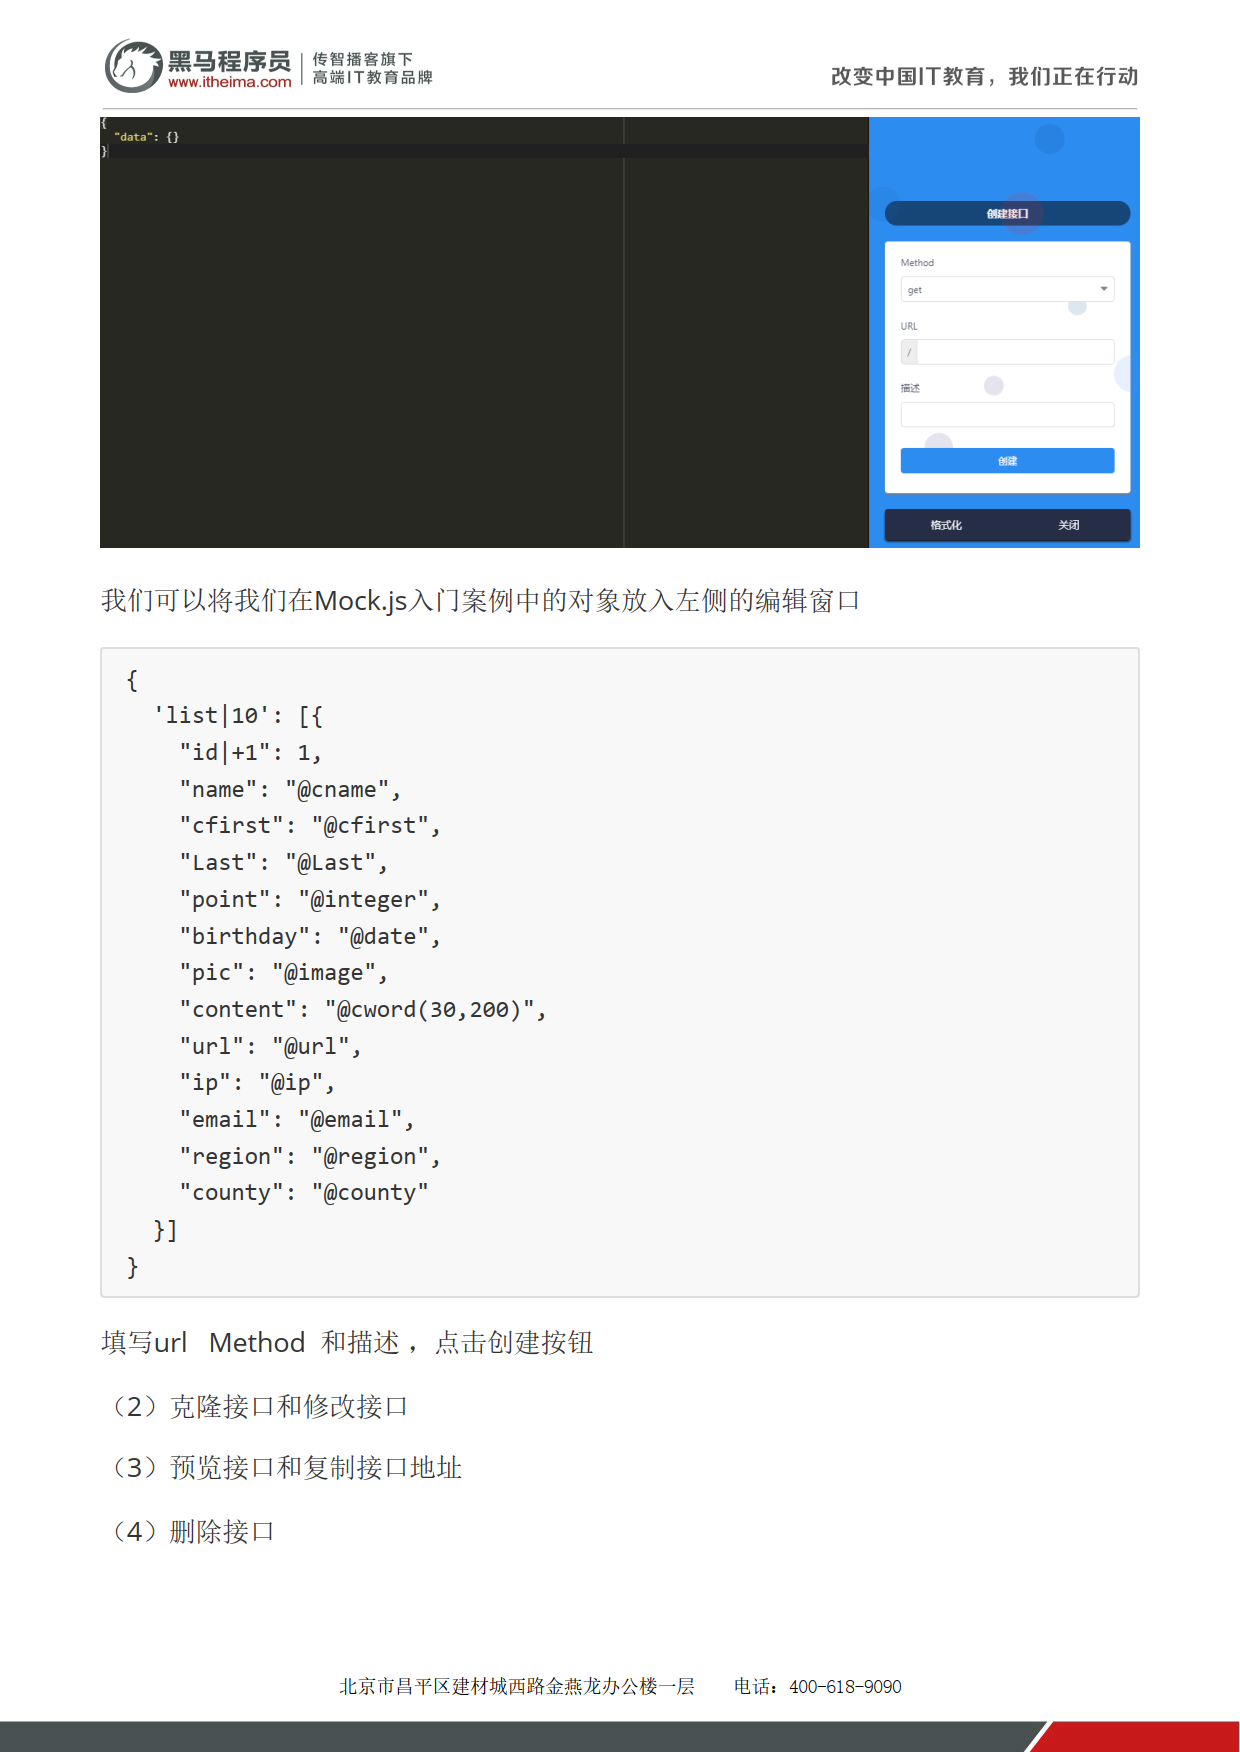 黑马程序员
www.itheima.com
传智播客旗下
高端IT教育品牌
改变中国IT教育，我们正在行动
{
"data": {}
}
创建接口
Method
get
URL
/
描述
创建
格式化 关闭
我们可以将我们在Mock.js入门案例中的对象放入左侧的编辑窗口
{
  'list|10': [{
    "id|+1": 1,
    "name": "@cname",
    "cfirst": "@cfirst",
    "Last": "@Last",
    "point": "@integer",
    "birthday": "@date",
    "pic": "@image",
    "content": "@cword(30,200)",
    "url": "@url",
    "ip": "@ip",
    "email": "@email",
    "region": "@region",
    "county": "@county"
  }]
}
填写url Method 和描述 ，点击创建按钮
（2）克隆接口和修改接口
（3）预览接口和复制接口地址
（4）删除接口
北京市昌平区建材城西路金燕龙办公楼一层 电话：400-618-9090